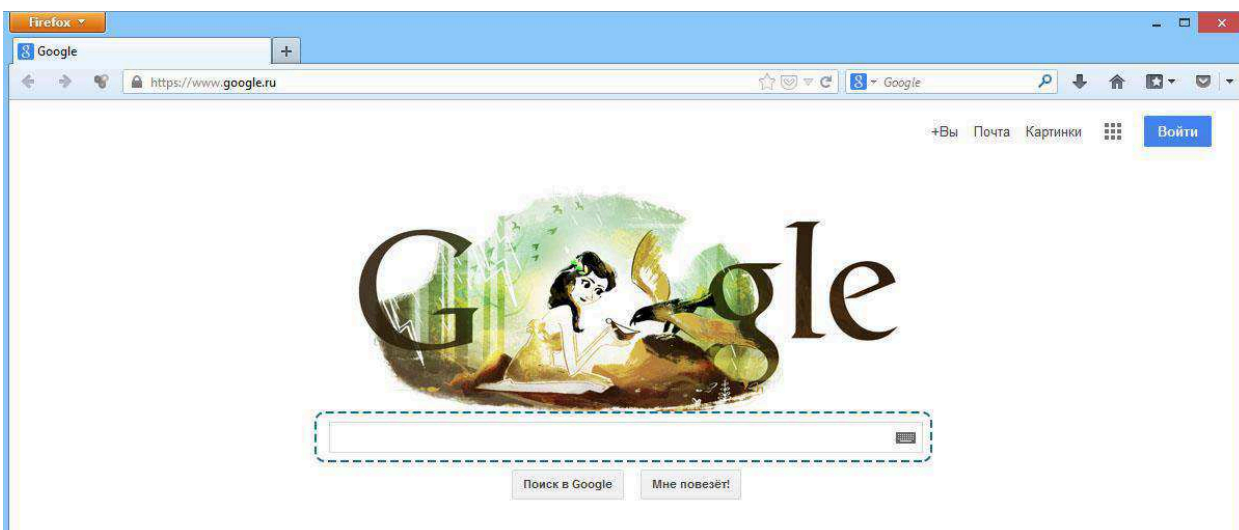 Firefox
Google
https://www.google.ru
Google
+Вы Почта Картинки Войти
Google
Поиск в Google Мне повезёт!